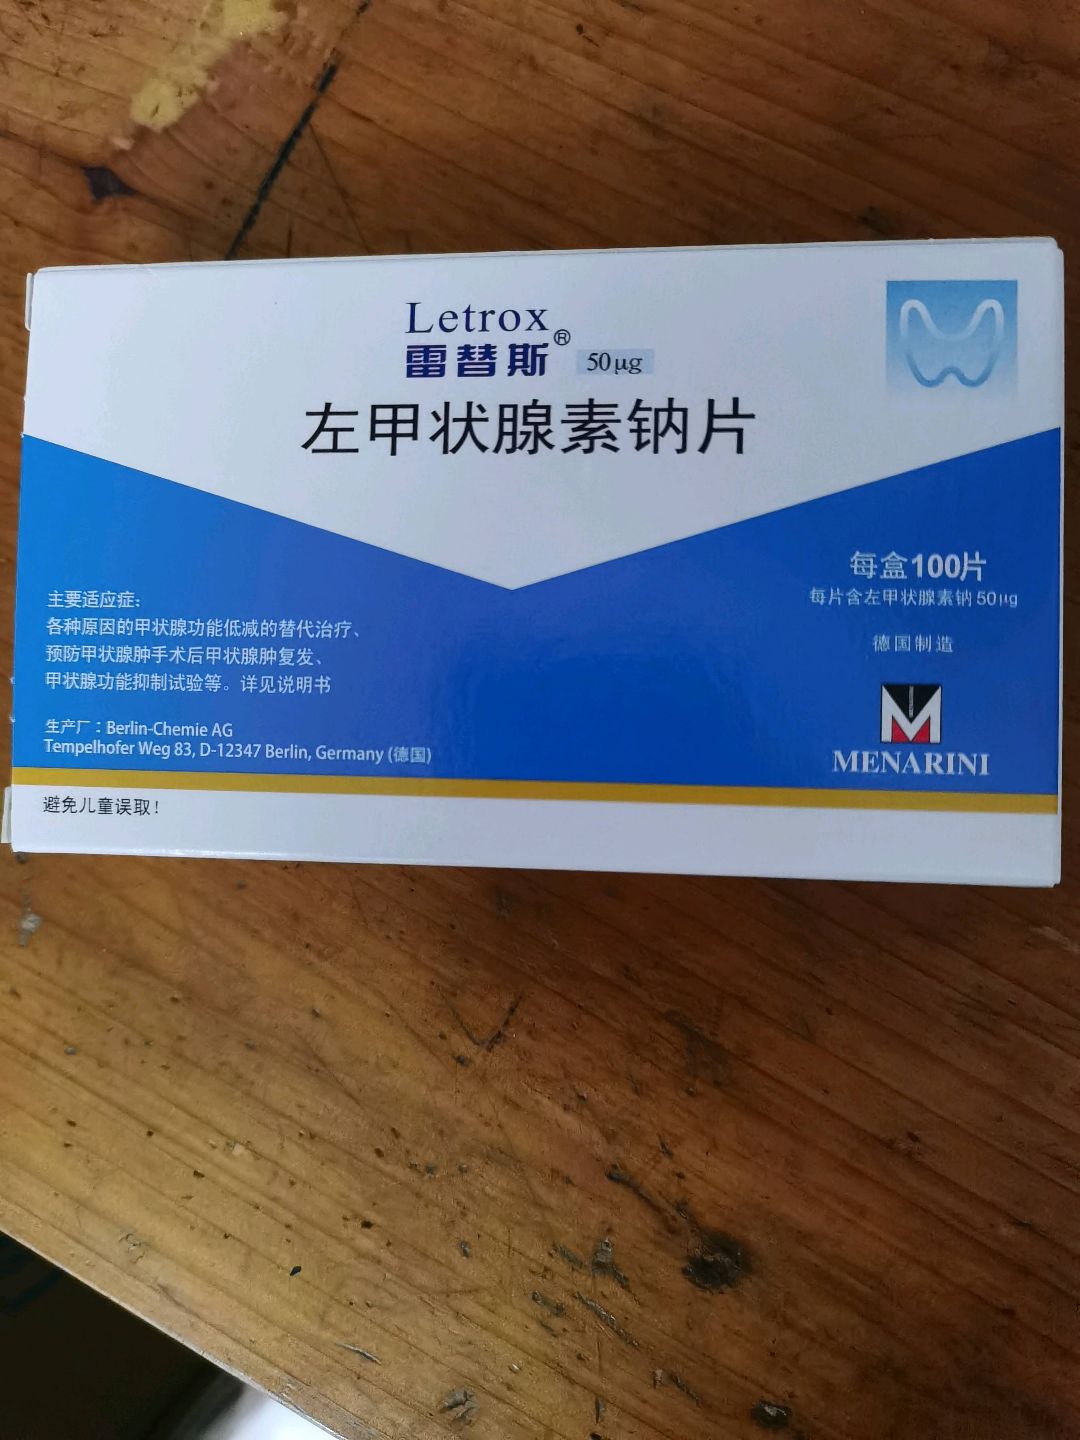 Letrox
雷替斯® 50μg
左甲状腺素钠片
每盒100片
每片含左甲状腺素钠50μg
德国制造
MENARINI
主要适应症:
各种原因的甲状腺功能低减的替代治疗、
预防甲状腺肿手术后甲状腺肿复发、
甲状腺功能抑制试验等。详见说明书
生产厂：Berlin-Chemie AG
Tempelhofer Weg 83, D-12347 Berlin, Germany (德国)
避免儿童误取!